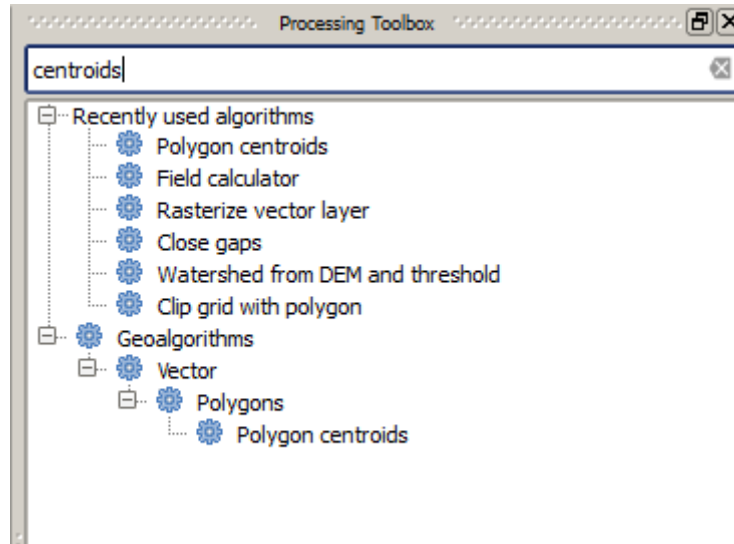 Processing Toolbox
centroids
Recently used algorithms
Polygon centroids
Field calculator
Rasterize vector layer
Close gaps
Watershed from DEM and threshold
Clip grid with polygon
Geoalgorithms
Vector
Polygons
Polygon centroids